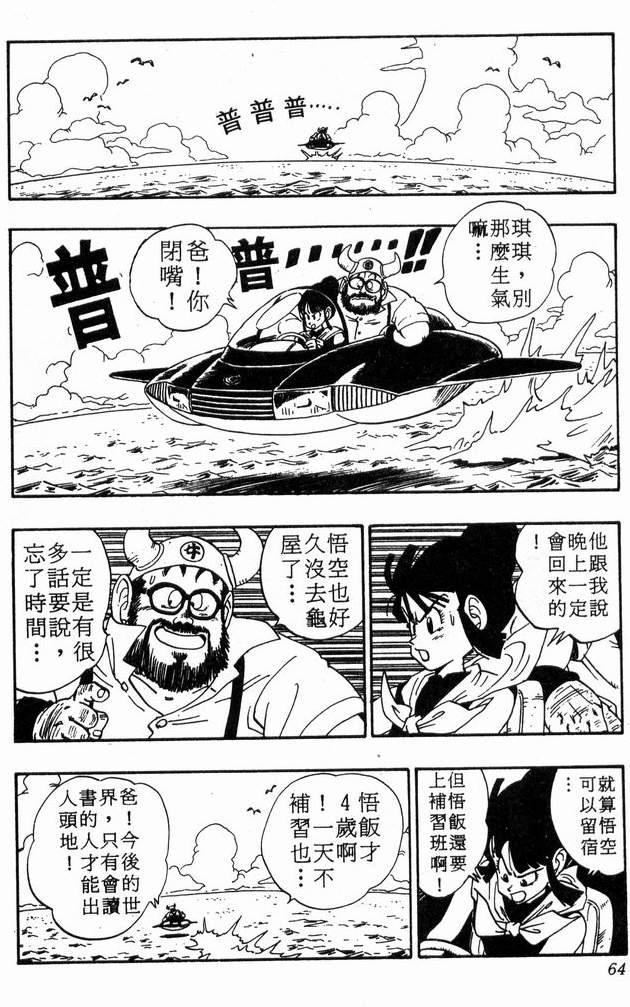 普普普……
琪琪，別
那麼生氣
嘛…
普………!!
爸！你
閉嘴！
他跟我說
晚上一定
會回來的
！
悟空也好
久沒去龜
屋了…
牛
一定是有很
多話要說，
忘了時間…
就算悟空
可以留宿
…
但悟飯還要
上補習班啊！
悟飯才
4歲啊
！一天不
補習也…
爸！今後的世
界，只有會讀
書的人才能出
人頭地！
64